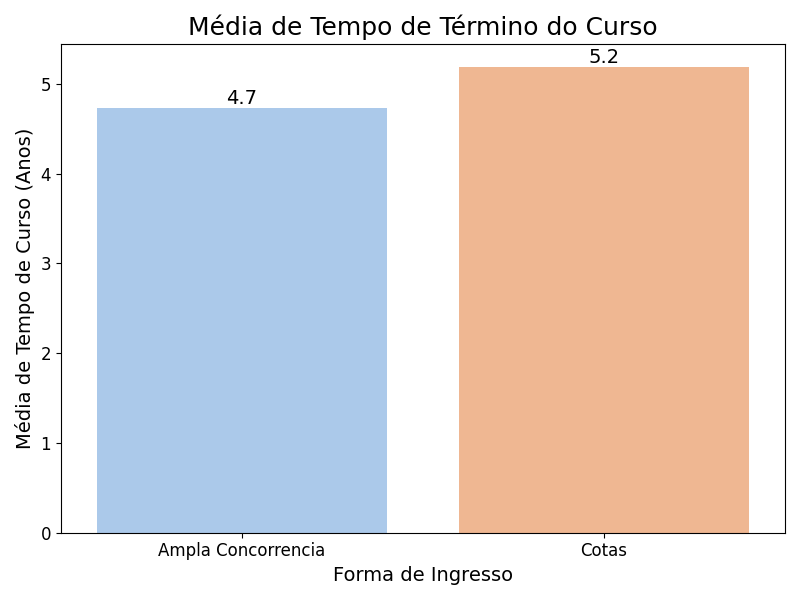 Média de Tempo de Término do Curso
4.7
5.2
Média de Tempo de Curso (Anos)
5
4
3
2
1
0
Ampla Concorrencia
Cotas
Forma de Ingresso